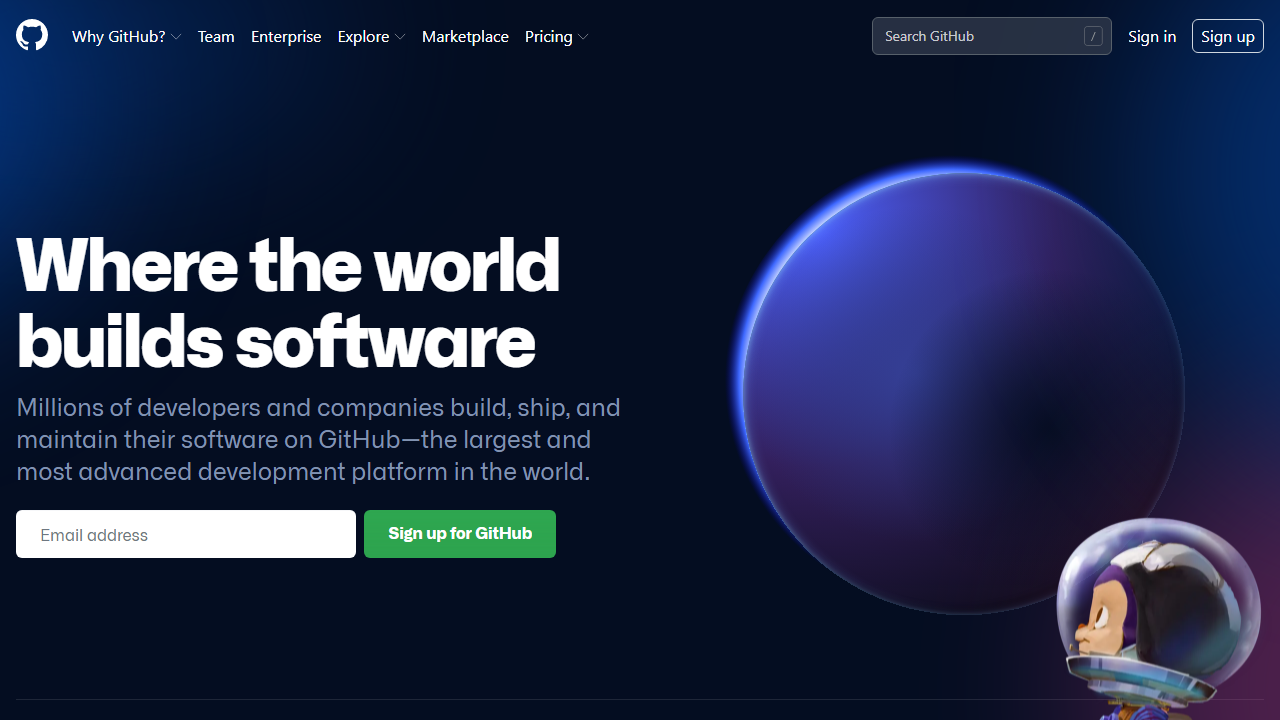 Why GitHub? Team Enterprise Explore Marketplace Pricing Search GitHub / Sign in Sign up
Where the world
builds software
Millions of developers and companies build, ship, and
maintain their software on GitHub—the largest and
most advanced development platform in the world.
Email address Sign up for GitHub